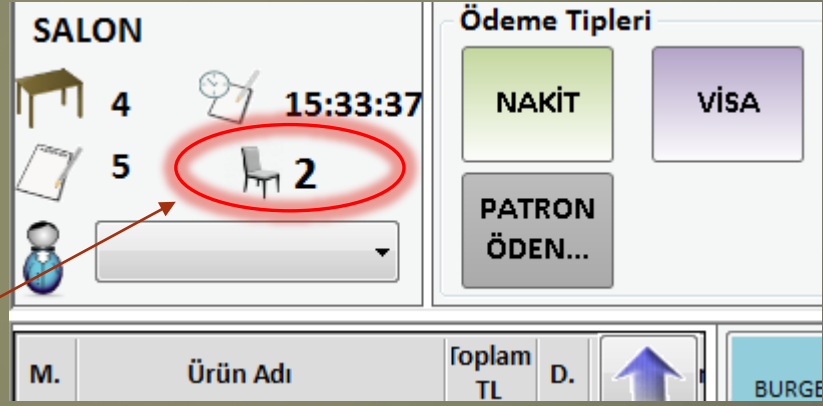 SALON
4
15:33:37
5
2
Ödeme Tipleri
NAKİT
VİSA
PATRON
ÖDEN...
M.
Ürün Adı
Toplam
TL
D.
BURGE